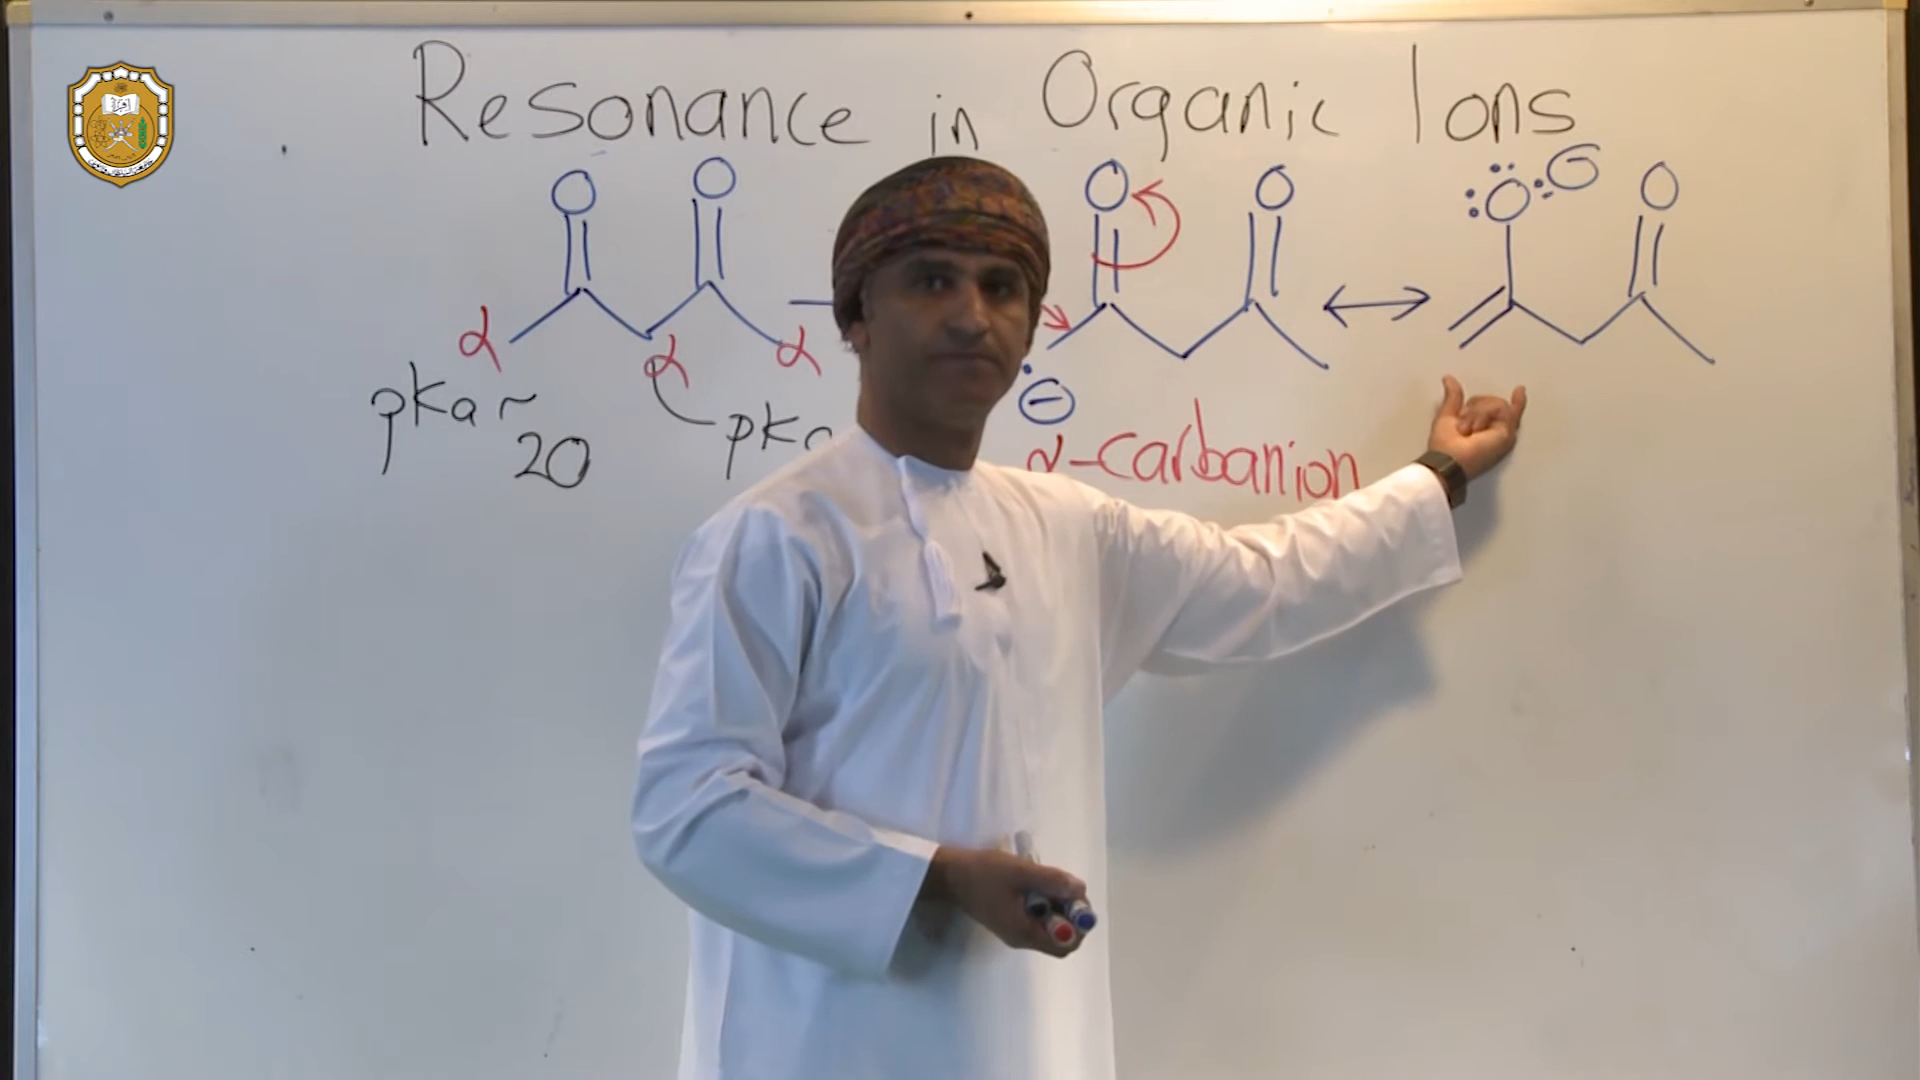 Resonance in Organic Ions
O O O O O ⊖ O
α α α
pKa ~ 20
pKa
⊖
α-carbanion